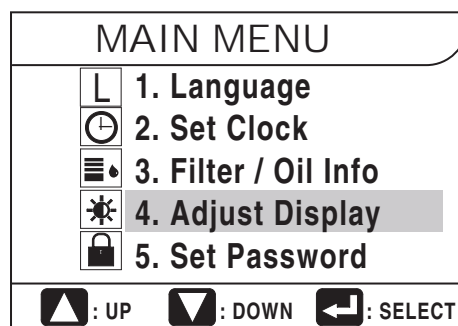 MAIN MENU
L 1. Language
2. Set Clock
3. Filter / Oil Info
4. Adjust Display
5. Set Password
: UP : DOWN : SELECT